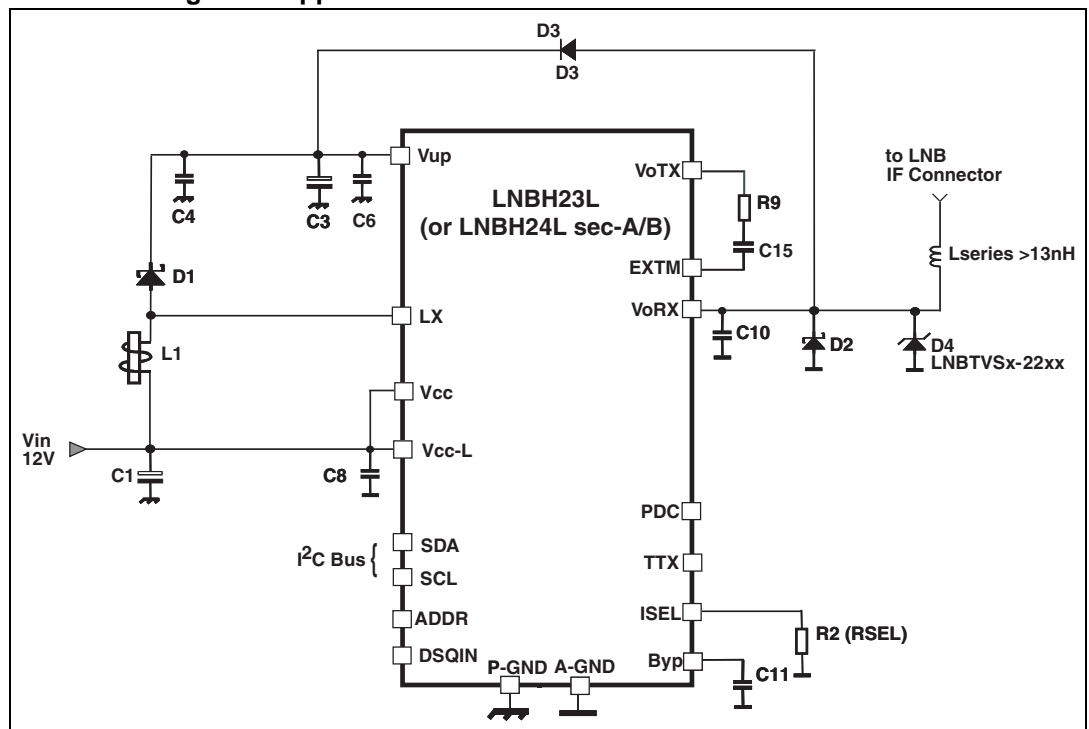 D3
D3
Vup
VoTX
to LNB
IF Connector
LNBH23L
(or LNBH24L sec-A/B)
R9
C4
C3
C6
C15
EXTM
Lseries >13nH
D1
VoRX
LX
C10
D2
D4
LNBTVSx-22xx
L1
Vcc
Vin
12V
Vcc-L
C1
C8
PDC
I2C Bus {
SDA
SCL
TTX
ISEL
ADDR
R2 (RSEL)
DSQIN
P-GND
A-GND
Byp
C11